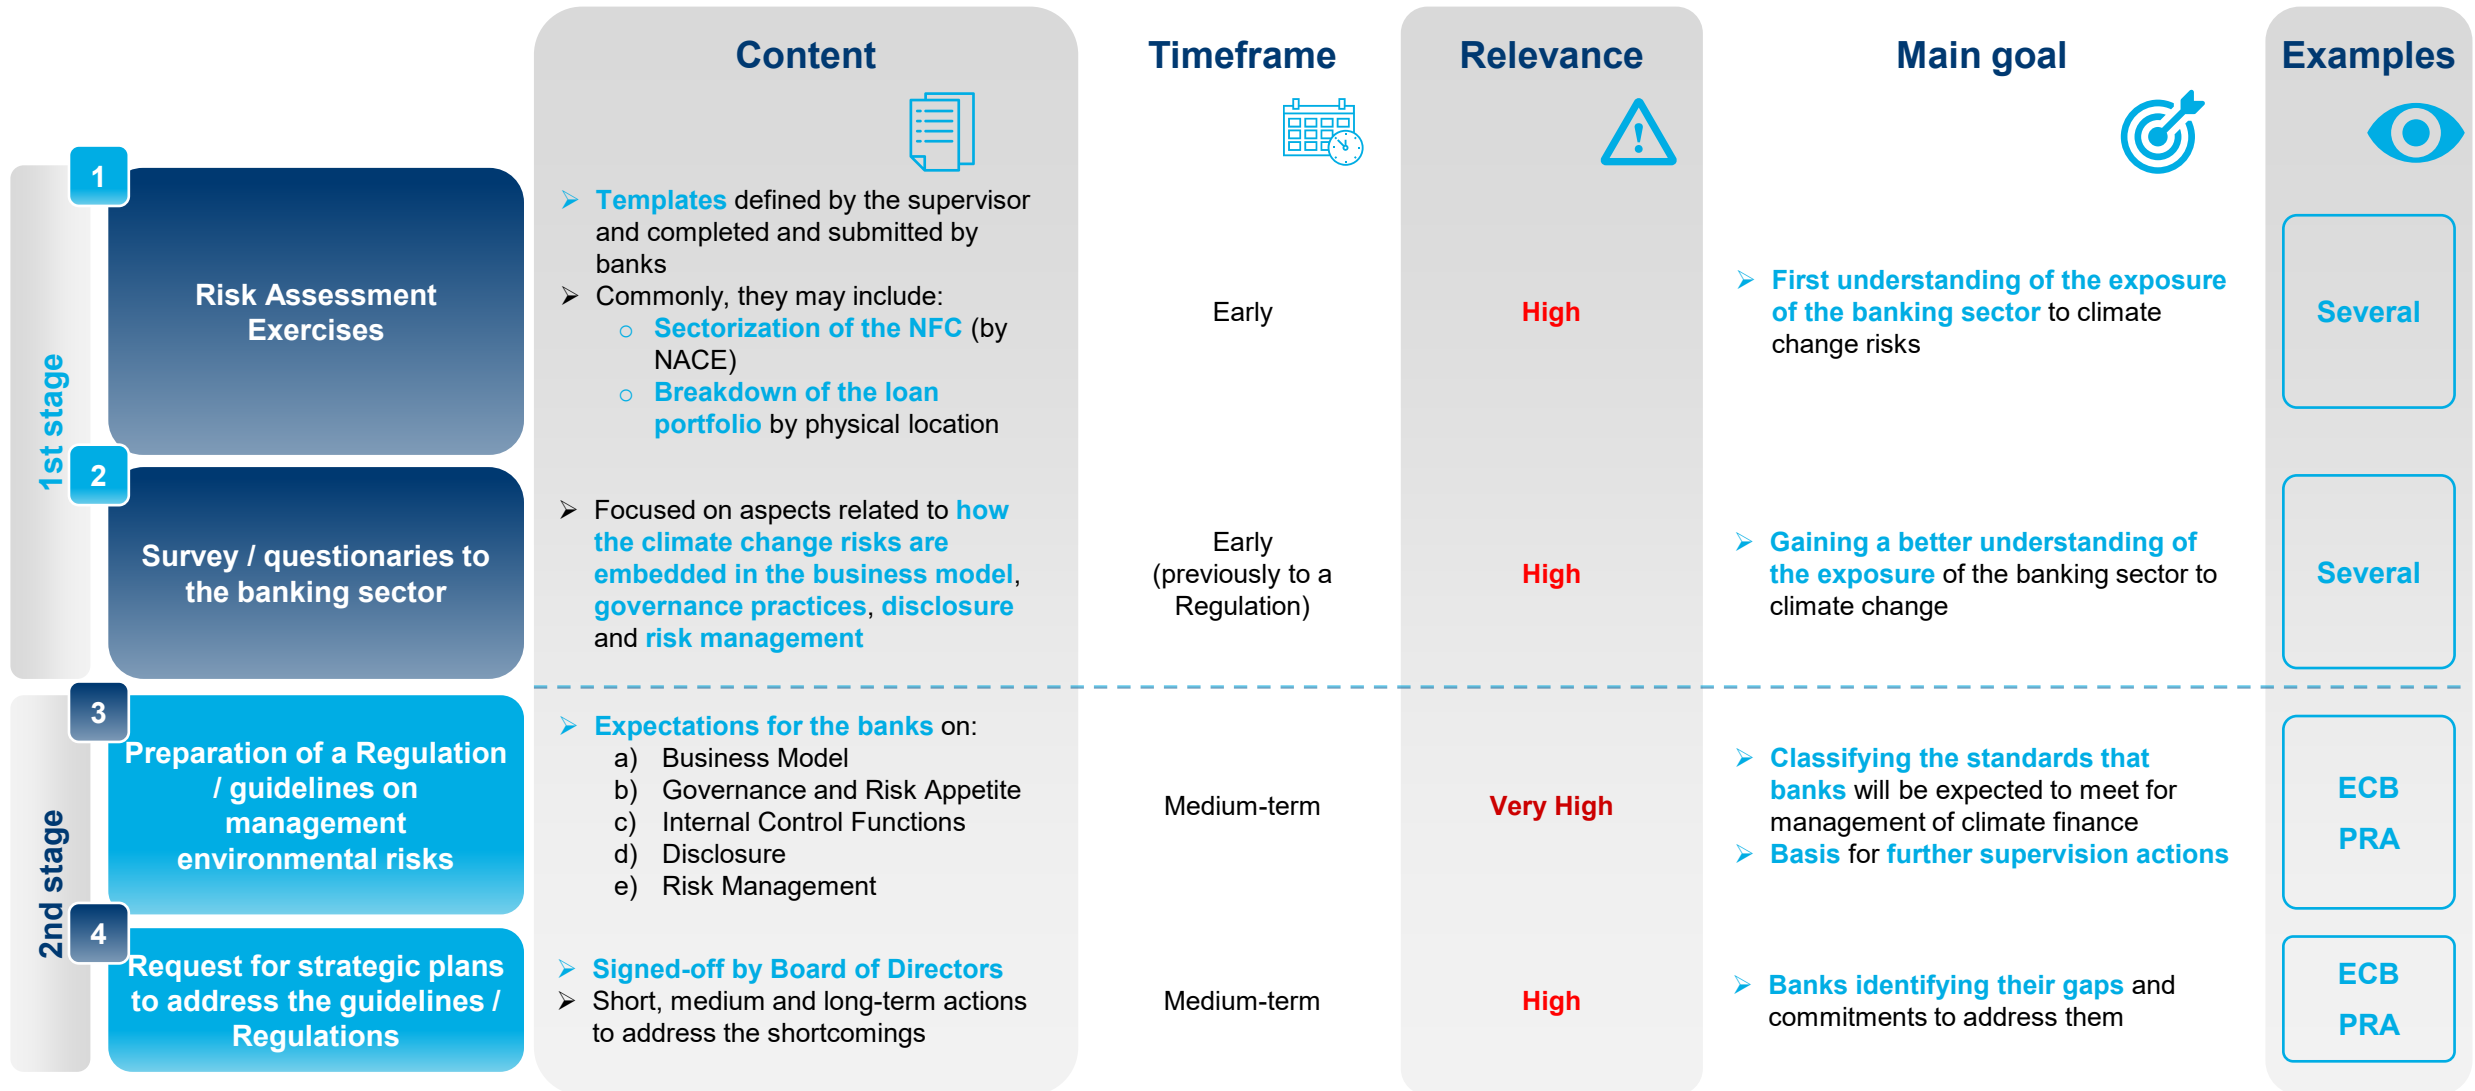 Content
Timeframe
Relevance
Main goal
Examples
1st stage
1
Risk Assessment
Exercises
➢ Templates defined by the supervisor
and completed and submitted by
banks
➢ Commonly, they may include:
o Sectorization of the NFC (by
NACE)
o Breakdown of the loan
portfolio by physical location
Early
High
➢ First understanding of the exposure
of the banking sector to climate
change risks
Several
2
Survey / questionaries to
the banking sector
➢ Focused on aspects related to how
the climate change risks are
embedded in the business model,
governance practices, disclosure
and risk management
Early
(previously to a
Regulation)
High
➢ Gaining a better understanding of
the exposure of the banking sector to
climate change
Several
2nd stage
3
Preparation of a Regulation
/ guidelines on
management
environmental risks
➢ Expectations for the banks on:
a) Business Model
b) Governance and Risk Appetite
c) Internal Control Functions
d) Disclosure
e) Risk Management
Medium-term
Very High
➢ Classifying the standards that
banks will be expected to meet for
management of climate finance
➢ Basis for further supervision actions
ECB
PRA
4
Request for strategic plans
to address the guidelines /
Regulations
➢ Signed-off by Board of Directors
➢ Short, medium and long-term actions
to address the shortcomings
Medium-term
High
➢ Banks identifying their gaps and
commitments to address them
ECB
PRA